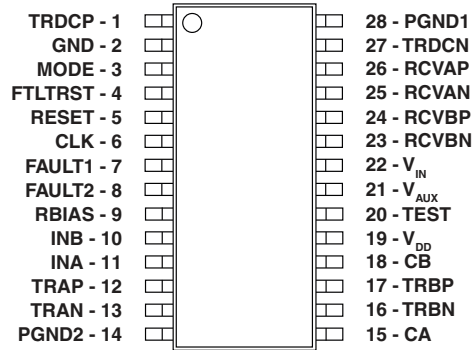 TRDCP - 1
GND - 2
MODE - 3
FTLTRST - 4
RESET - 5
CLK - 6
FAULT1 - 7
FAULT2 - 8
RBIAS - 9
INB - 10
INA - 11
TRAP - 12
TRAN - 13
PGND2 - 14
28 - PGND1
27 - TRDCN
26 - RCVAP
25 - RCVAN
24 - RCVBP
23 - RCVBN
22 - VIN
21 - VAUX
20 - TEST
19 - VDD
18 - CB
17 - TRBP
16 - TRBN
15 - CA